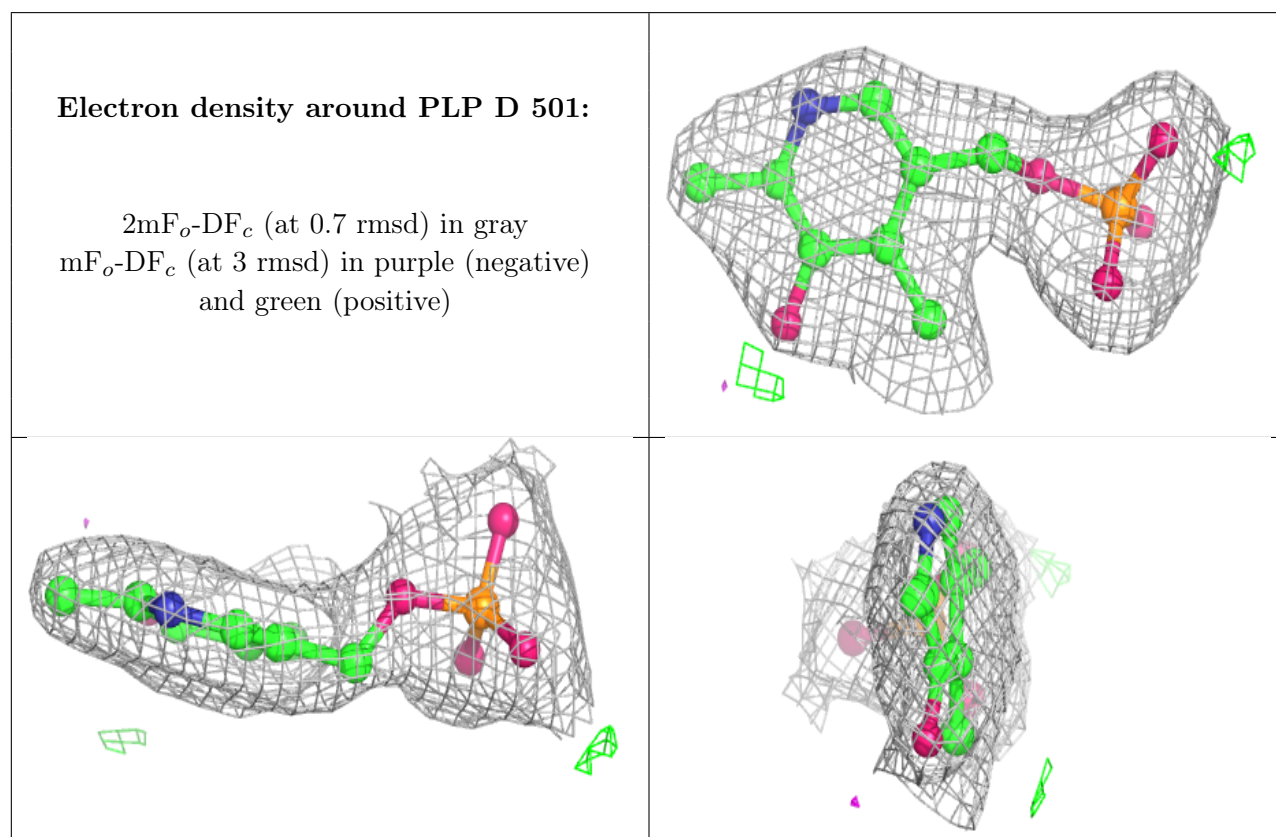 Electron density around PLP D 501:
2mFo-DFc (at 0.7 rmsd) in gray
mFo-DFc (at 3 rmsd) in purple (negative)
and green (positive)